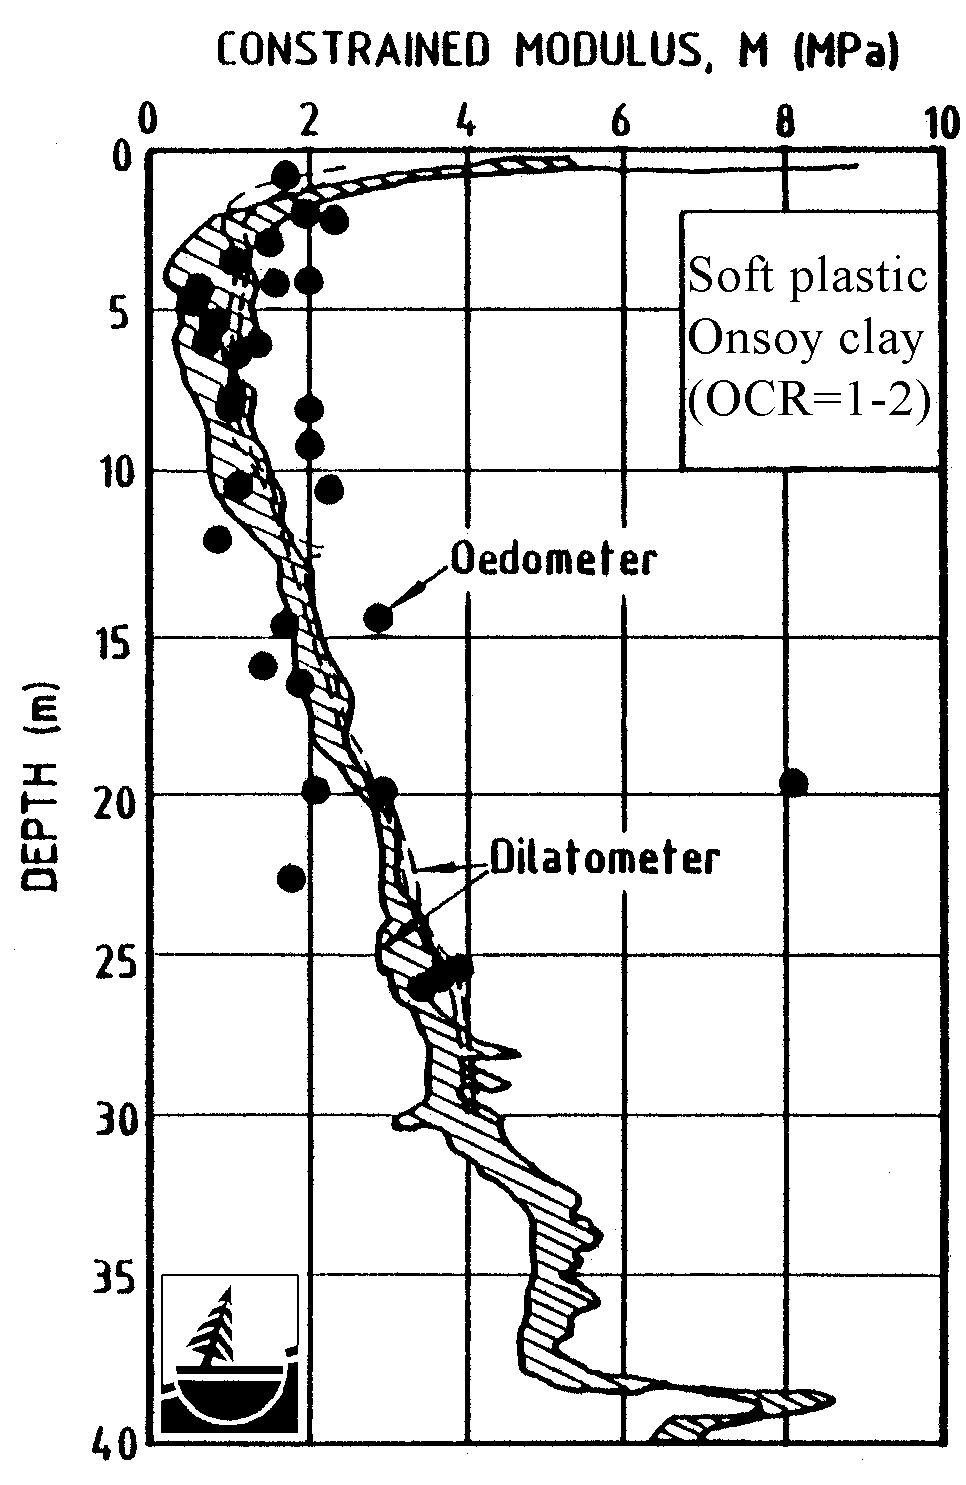 CONSTRAINED MODULUS, M (MPa)
0 2 4 6 8 10
0
Soft plastic
5
Onsoy clay
(OCR=1-2)
10
Oedometer
15
DEPTH (m)
20
Dilatometer
25
30
35
40